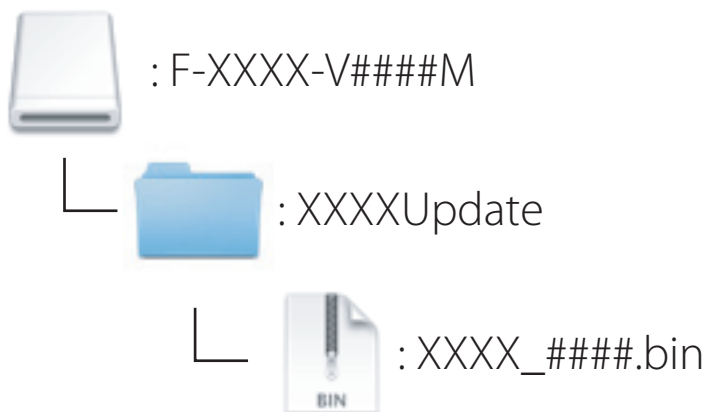 : F-XXXX-V####M
: XXXXUpdate
: XXXX_####.bin
BIN